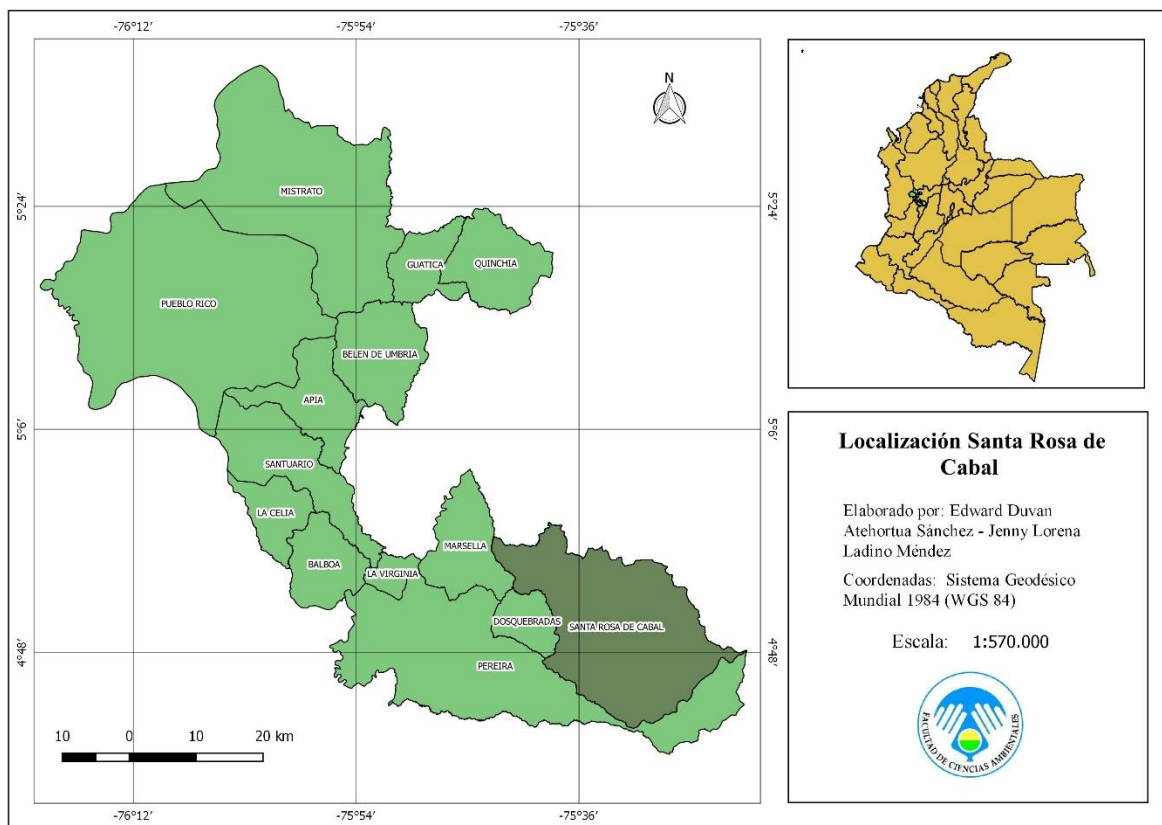 -76°12′ -75°54′ -75°36′
N
5°24′ 5°24′
MISTRATO
GUATICA QUINCHIA
PUEBLO RICO
BELEN DE UMBRIA
APIA
5°6′ 5°6′
SANTUARIO
LA CELIA
MARSELLA
BALBOA LA VIRGINIA
DOSQUEBRADAS SANTA ROSA DE CABAL
4°48′ 4°48′
PEREIRA
10 0 10 20 km
-76°12′ -75°54′ -75°36′
Localización Santa Rosa de
Cabal
Elaborado por: Edward Duvan
Atehortua Sánchez - Jenny Lorena
Ladino Méndez
Coordenadas: Sistema Geodésico
Mundial 1984 (WGS 84)
Escala: 1:570.000
FACULTAD DE CIENCIAS AMBIENTALES